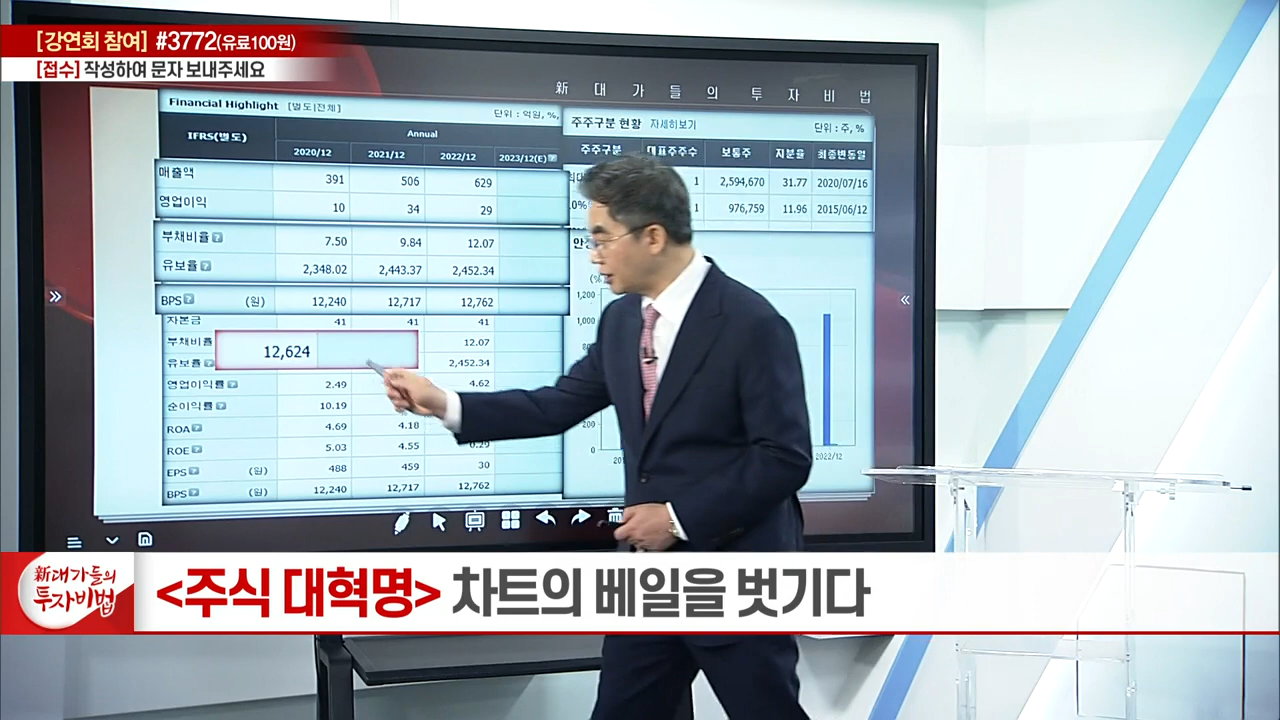 [강연회 참여] #3772(유료100원)
[접수] 작성하여 문자 보내주세요
新 대 가 들 의 투 자 비 법
Financial Highlight [별도|전체]
단위 : 억원, %,
IFRS(별도) Annual
2020/12 2021/12 2022/12 2023/12(E)
매출액 391 506 629
영업이익 10 34 29
부채비율 7.50 9.84 12.07
유보율 2,348.02 2,443.37 2,452.34
BPS (원) 12,240 12,717 12,762
자본금 41 41 41
부채비율 12.07
12,624
유보율 2,452.34
영업이익률 2.49 4.62
순이익률 10.19
ROA 4.69 4.18
ROE 5.03 4.55 0.29
EPS (원) 488 459 30
BPS (원) 12,240 12,717 12,762
주주구분 현황 자세히보기 단위 : 주, %
주주구분 대표주주수 보통주 지분율 최종변동일
1 2,594,670 31.77 2020/07/16
1 976,759 11.96 2015/06/12
1,200
1,000
200
0
2022/12
新대가들의
투자비법
<주식 대혁명> 차트의 베일을 벗기다